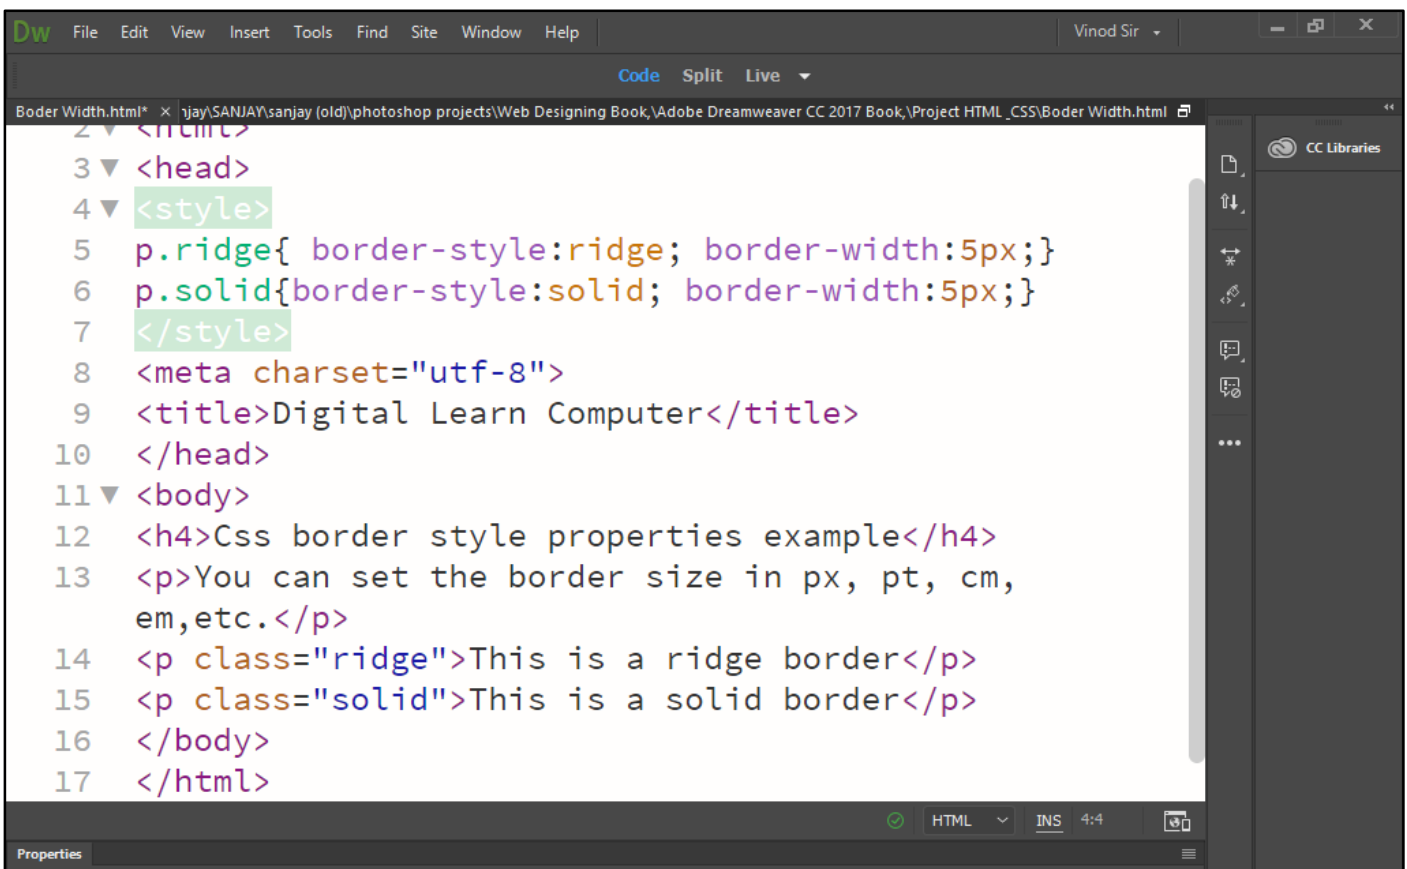 Dw File Edit View Insert Tools Find Site Window Help Vinod Sir
Code Split Live
Boder Width.html* × njay\SANJAY\sanjay (old)\photoshop projects\Web Designing Book,\Adobe Dreamweaver CC 2017 Book,\Project HTML_CSS\Boder Width.html
CC Libraries
2 <html>
3 <head>
4 <style>
5 p.ridge{ border-style:ridge; border-width:5px;}
6 p.solid{border-style:solid; border-width:5px;}
7 </style>
8 <meta charset="utf-8">
9 <title>Digital Learn Computer</title>
10 </head>
11 <body>
12 <h4>Css border style properties example</h4>
13 <p>You can set the border size in px, pt, cm,
em,etc.</p>
14 <p class="ridge">This is a ridge border</p>
15 <p class="solid">This is a solid border</p>
16 </body>
17 </html>
HTML INS 4:4
Properties